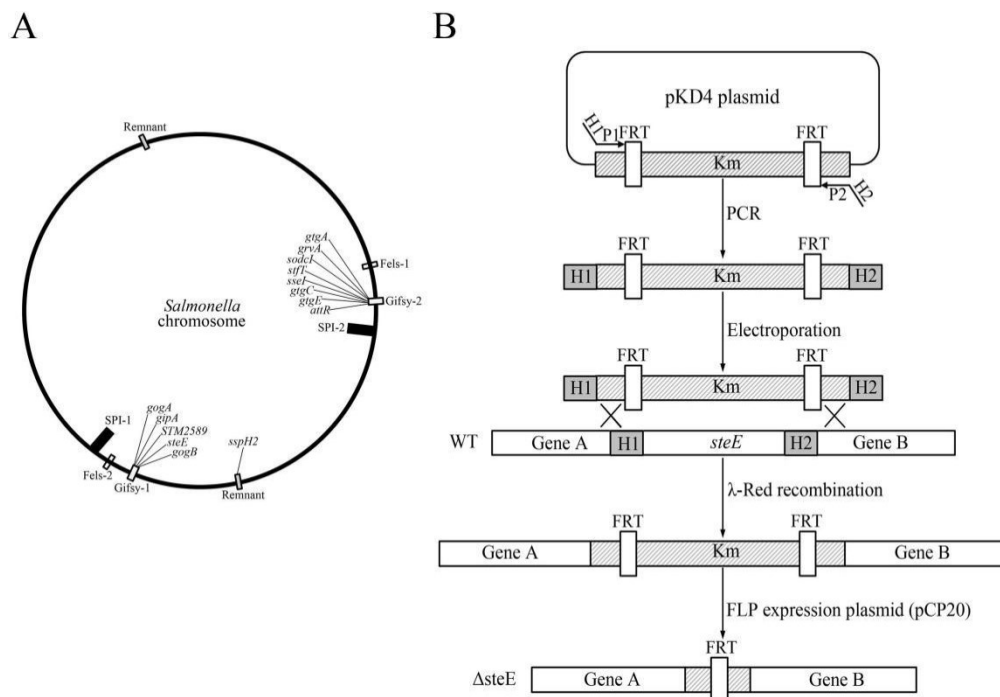 A
Remnant
gtgA
grvA
sodcI
stfT
sseI
gtgC
gtgE
attR
Fels-1
Gifsy-2
SPI-2
Salmonella
chromosome
SPI-1
gogA
gipA
STM2589
steE
gogB
sspH2
Fels-2
Gifsy-1
Remnant
B
pKD4 plasmid
H1 P1 FRT FRT
Km
P2 H2
PCR
FRT FRT
H1 Km H2
Electroporation
FRT FRT
H1 Km H2
WT Gene A H1 steE H2 Gene B
λ-Red recombination
FRT FRT
Gene A Km Gene B
FLP expression plasmid (pCP20)
FRT
ΔsteE Gene A Gene B